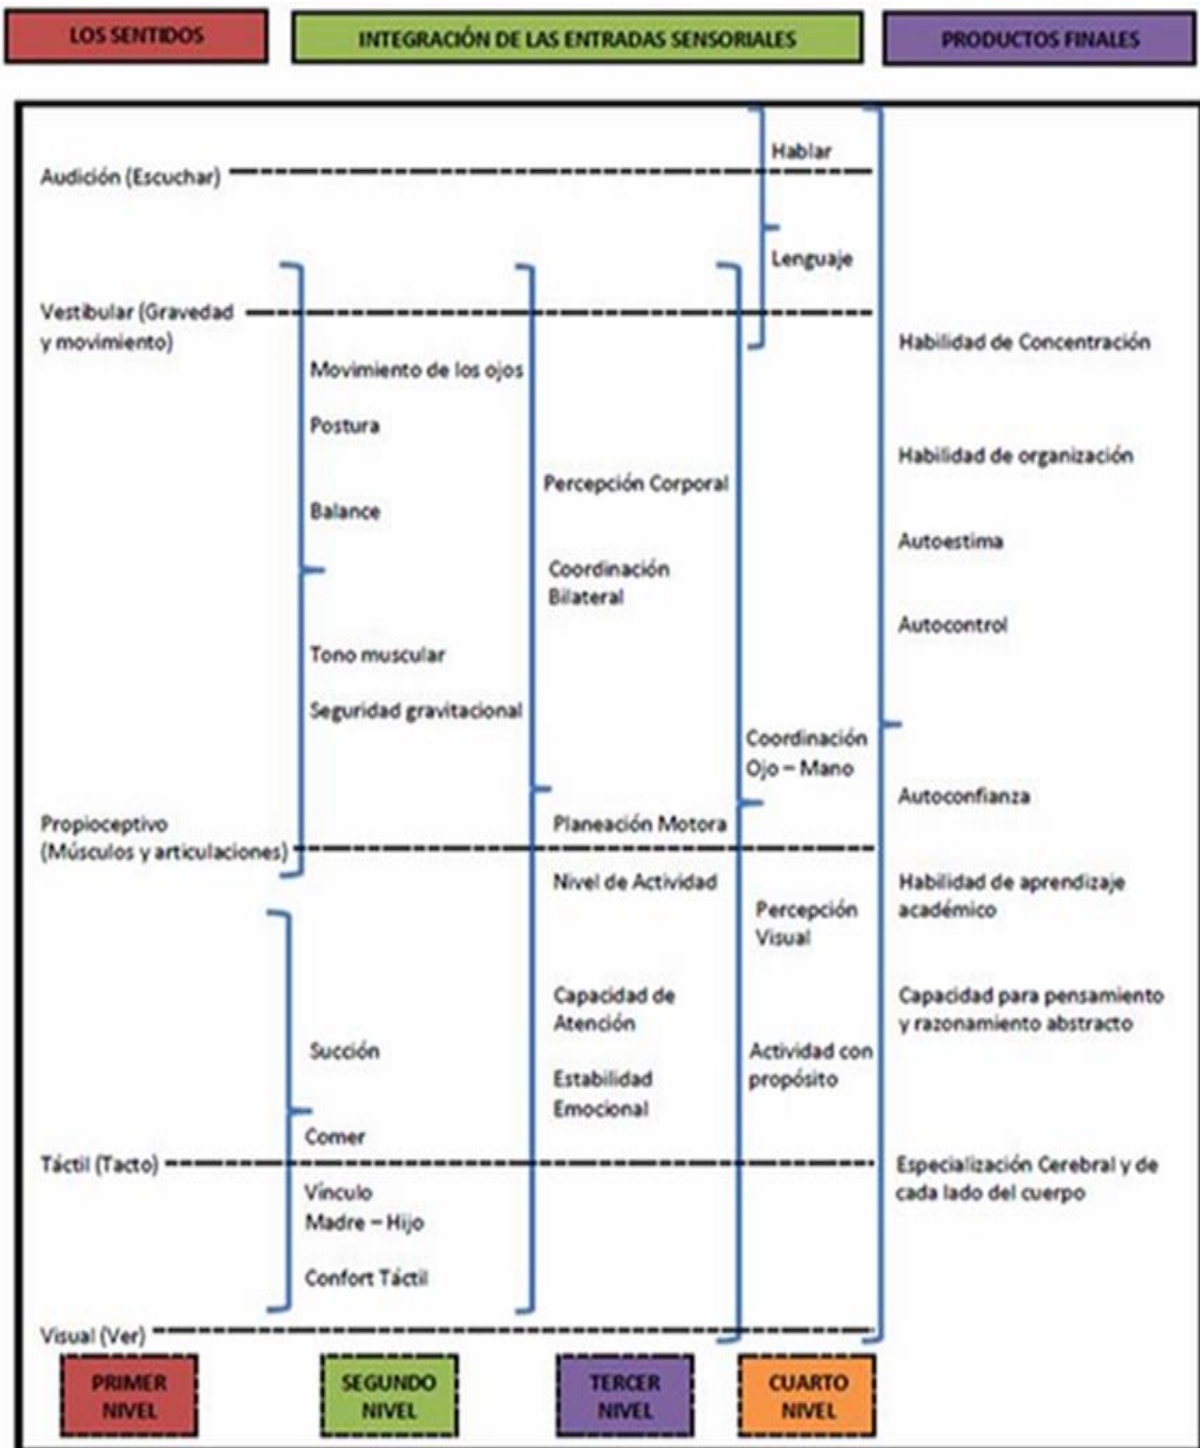 LOS SENTIDOS
INTEGRACIÓN DE LAS ENTRADAS SENSORIALES
PRODUCTOS FINALES
Hablar
Audición (Escuchar)
Lenguaje
Vestibular (Gravedad
y movimiento)
Movimiento de los ojos
Postura
Balance
Tono muscular
Seguridad gravitacional
Propioceptivo
(Músculos y articulaciones)
Succión
Comer
Táctil (Tacto)
Vínculo
Madre – Hijo
Confort Táctil
Visual (Ver)
Percepción Corporal
Coordinación
Bilateral
Planeación Motora
Nivel de Actividad
Capacidad de
Atención
Estabilidad
Emocional
Coordinación
Ojo – Mano
Percepción
Visual
Actividad con
propósito
Habilidad de Concentración
Habilidad de organización
Autoestima
Autocontrol
Autoconfianza
Habilidad de aprendizaje
académico
Capacidad para pensamiento
y razonamiento abstracto
Especialización Cerebral y de
cada lado del cuerpo
PRIMER
NIVEL
SEGUNDO
NIVEL
TERCER
NIVEL
CUARTO
NIVEL